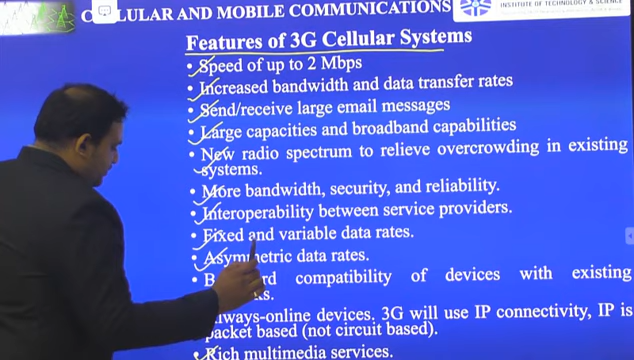 CELLULAR AND MOBILE COMMUNICATIONS
INSTITUTE OF TECHNOLOGY & SCIENCE
Features of 3G Cellular Systems
• Speed of up to 2 Mbps
• Increased bandwidth and data transfer rates
• Send/receive large email messages
• Large capacities and broadband capabilities
• New radio spectrum to relieve overcrowding in existing
systems.
• More bandwidth, security, and reliability.
• Interoperability between service providers.
• Fixed and variable data rates.
• Asymmetric data rates.
• compatibility of devices with existing
• Always-online devices. 3G will use IP connectivity, IP is
packet based (not circuit based).
• Rich multimedia services.